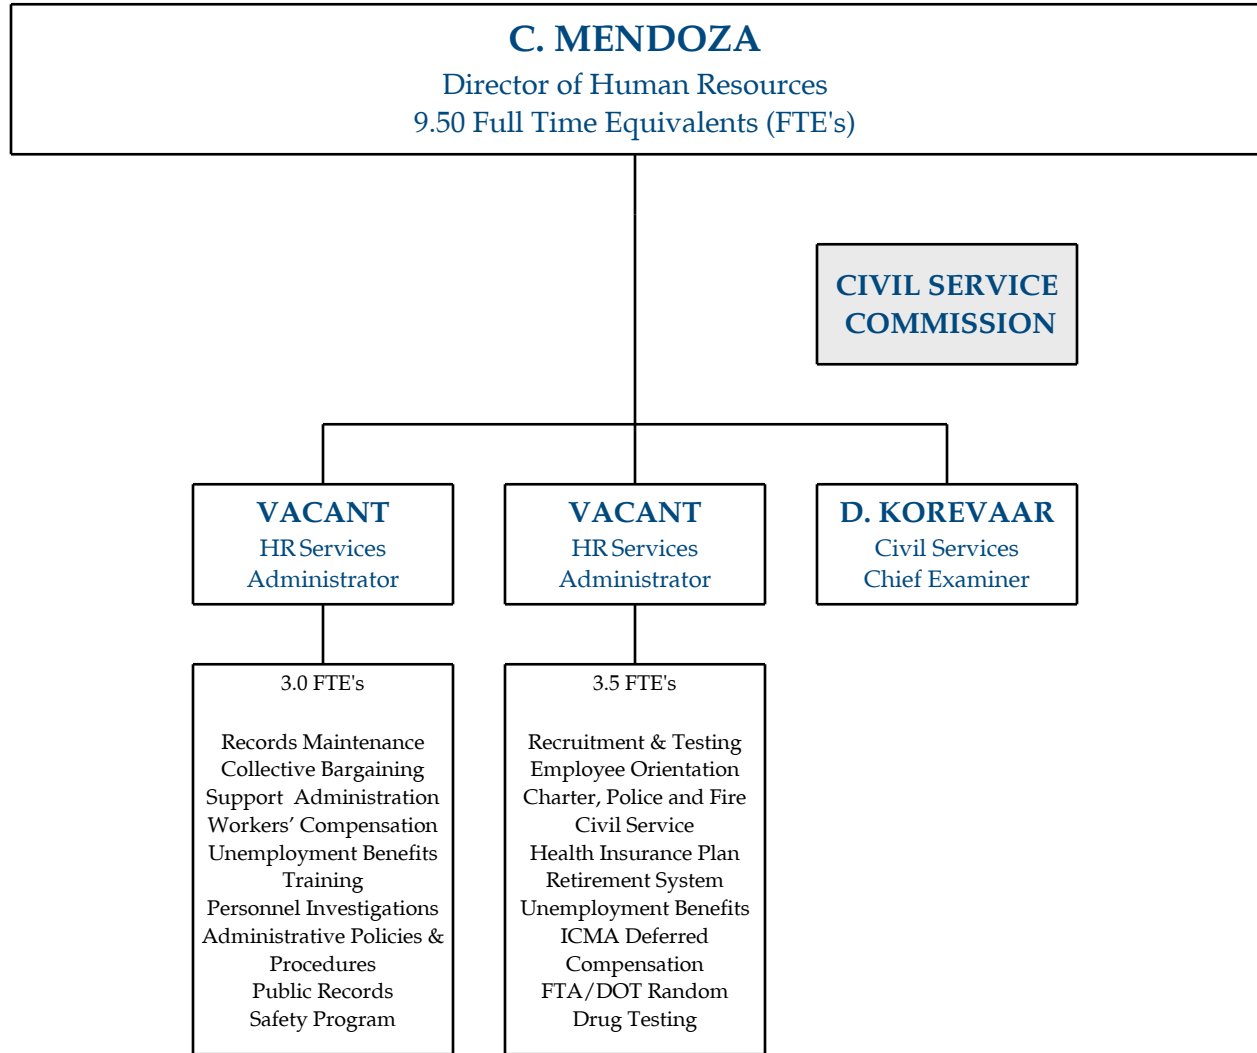 C. MENDOZA
Director of Human Resources
9.50 Full Time Equivalents (FTE's)
CIVIL SERVICE
COMMISSION
VACANT
HR Services
Administrator
VACANT
HR Services
Administrator
D. KOREVAAR
Civil Services
Chief Examiner
3.0 FTE's
Records Maintenance
Collective Bargaining
Support Administration
Workers’ Compensation
Unemployment Benefits
Training
Personnel Investigations
Administrative Policies &
Procedures
Public Records
Safety Program
3.5 FTE's
Recruitment & Testing
Employee Orientation
Charter, Police and Fire
Civil Service
Health Insurance Plan
Retirement System
Unemployment Benefits
ICMA Deferred
Compensation
FTA/DOT Random
Drug Testing